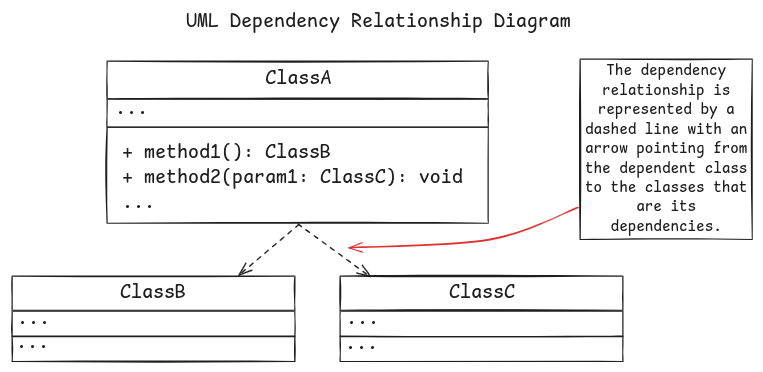 UML Dependency Relationship Diagram
ClassA
...
+ method1(): ClassB
+ method2(param1: ClassC): void
...
The dependency
relationship is
represented by a
dashed line with an
arrow pointing from
the dependent class
to the classes that
are its
dependencies.
ClassB
...
...
ClassC
...
...